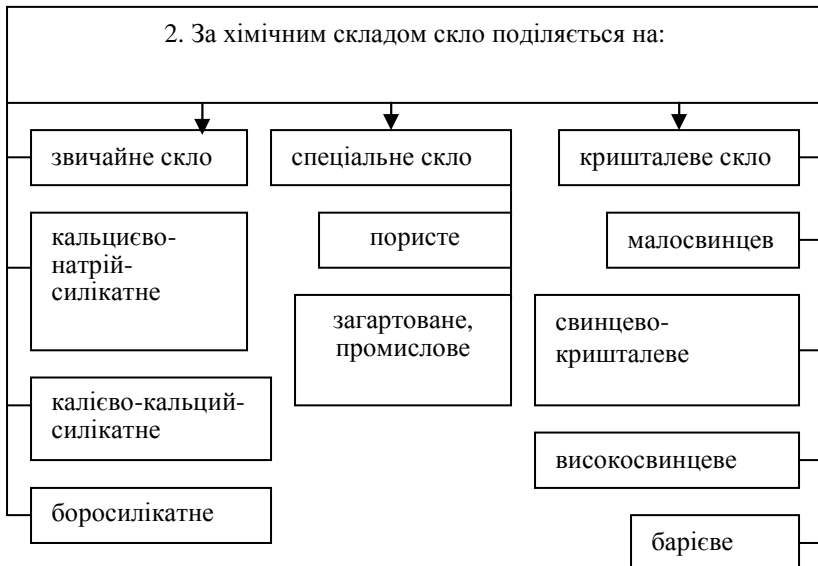 2. За хімічним складом скло поділяється на:
звичайне скло
кальциєво-
натрій-
силікатне
калієво-кальций-
силікатне
боросилікатне
спеціальне скло
пористе
загартоване,
промислове
кришталеве скло
малосвинцев
свинцево-
кришталеве
високосвинцеве
барієве